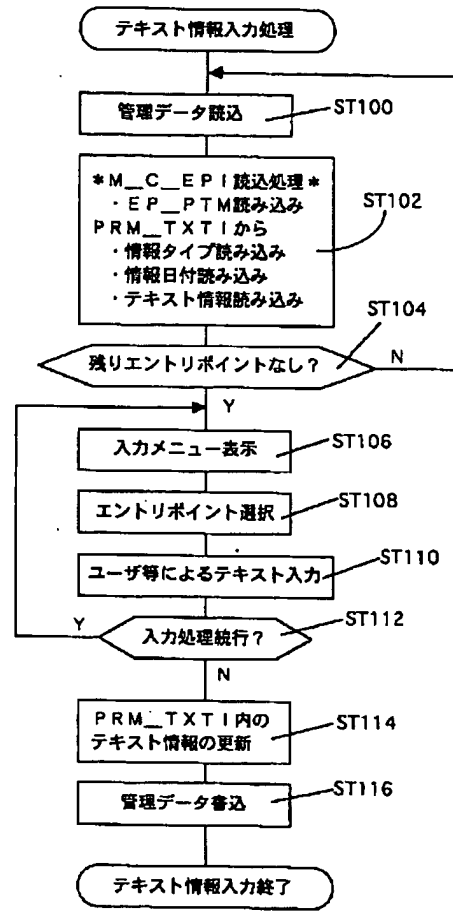 テキスト情報入力処理
管理データ読込
ST100
*M__C__EPI読込処理*
・EP__PTM読み込み
PRM__TXTIから
・情報タイプ読み込み
・情報日付読み込み
・テキスト情報読み込み
ST102
ST104
残りエントリポイントなし?
N
Y
入力メニュー表示
ST106
エントリポイント選択
ST108
ユーザ等によるテキスト入力
ST110
Y
入力処理続行?
ST112
N
PRM__TXTI内の
テキスト情報の更新
ST114
管理データ書込
ST116
テキスト情報入力終了